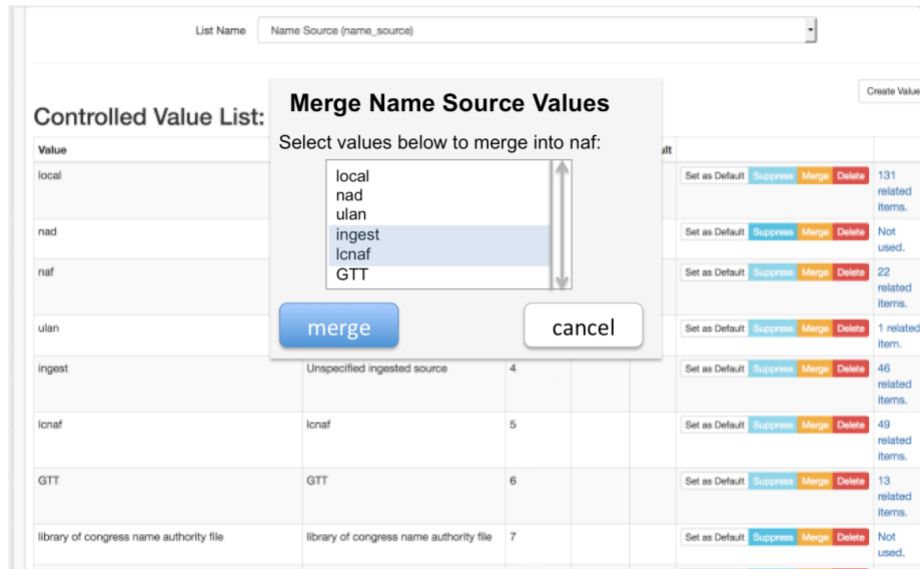 List Name Name Source (name_source)
Create Value
Controlled Value List:
Merge Name Source Values
Select values below to merge into naf:
local
nad
ulan
ingest
lcnaf
GTT
merge cancel
Value
local Set as Default Suppress Merge Delete 131
related
items.
nad Set as Default Suppress Merge Delete Not
used.
naf Set as Default Suppress Merge Delete 22
related
items.
ulan Set as Default Suppress Merge Delete 1 related
item.
ingest Unspecified ingested source 4 Set as Default Suppress Merge Delete 46
related
items.
lcnaf lcnaf 5 Set as Default Suppress Merge Delete 49
related
items.
GTT GTT 6 Set as Default Suppress Merge Delete 13
related
items.
library of congress name authority file library of congress name authority file 7 Set as Default Suppress Merge Delete Not
used.